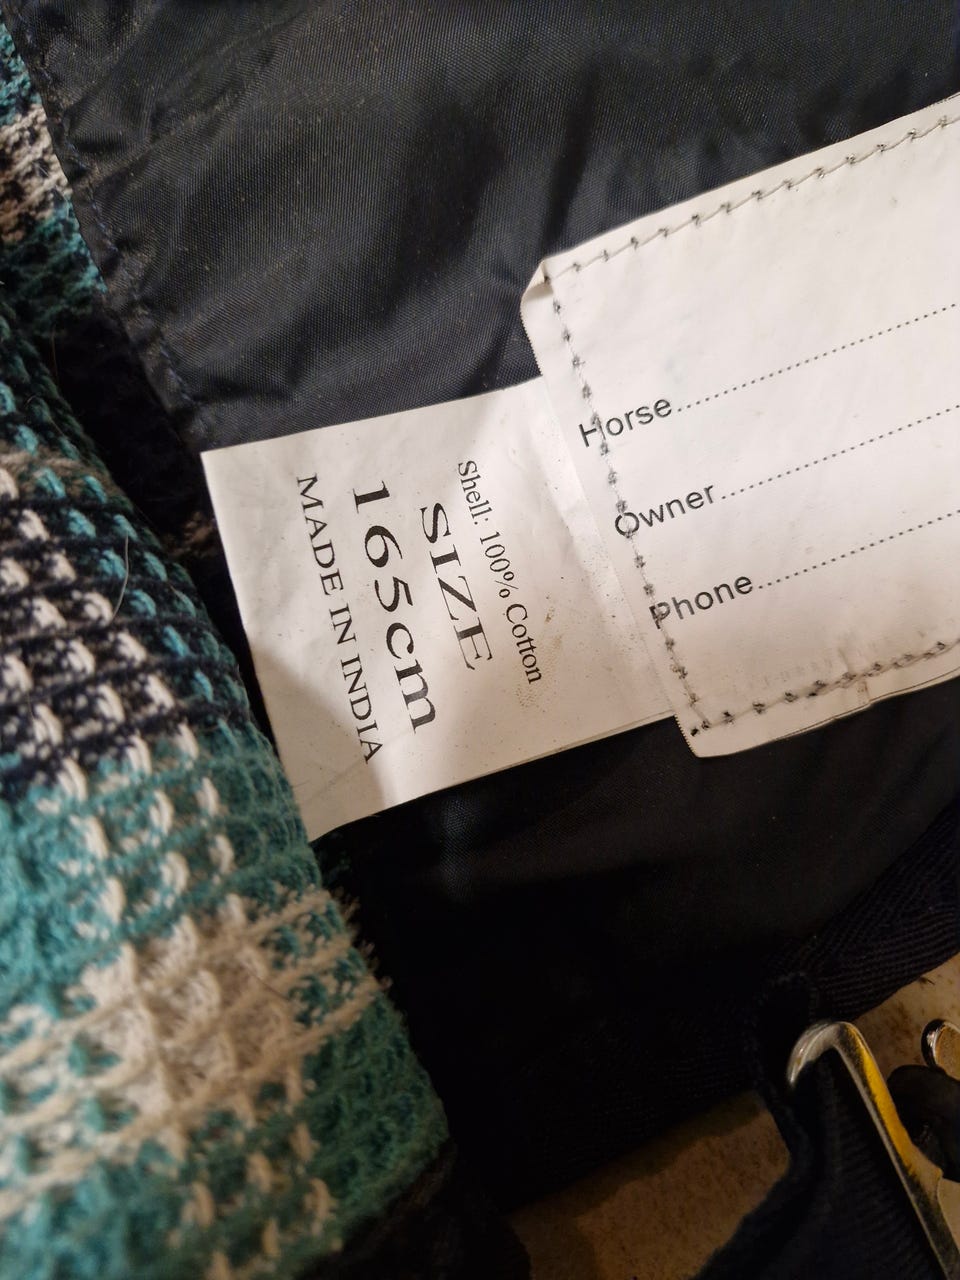 Shell: 100% Cotton
SIZE
165cm
MADE IN INDIA
Horse
Owner
Phone